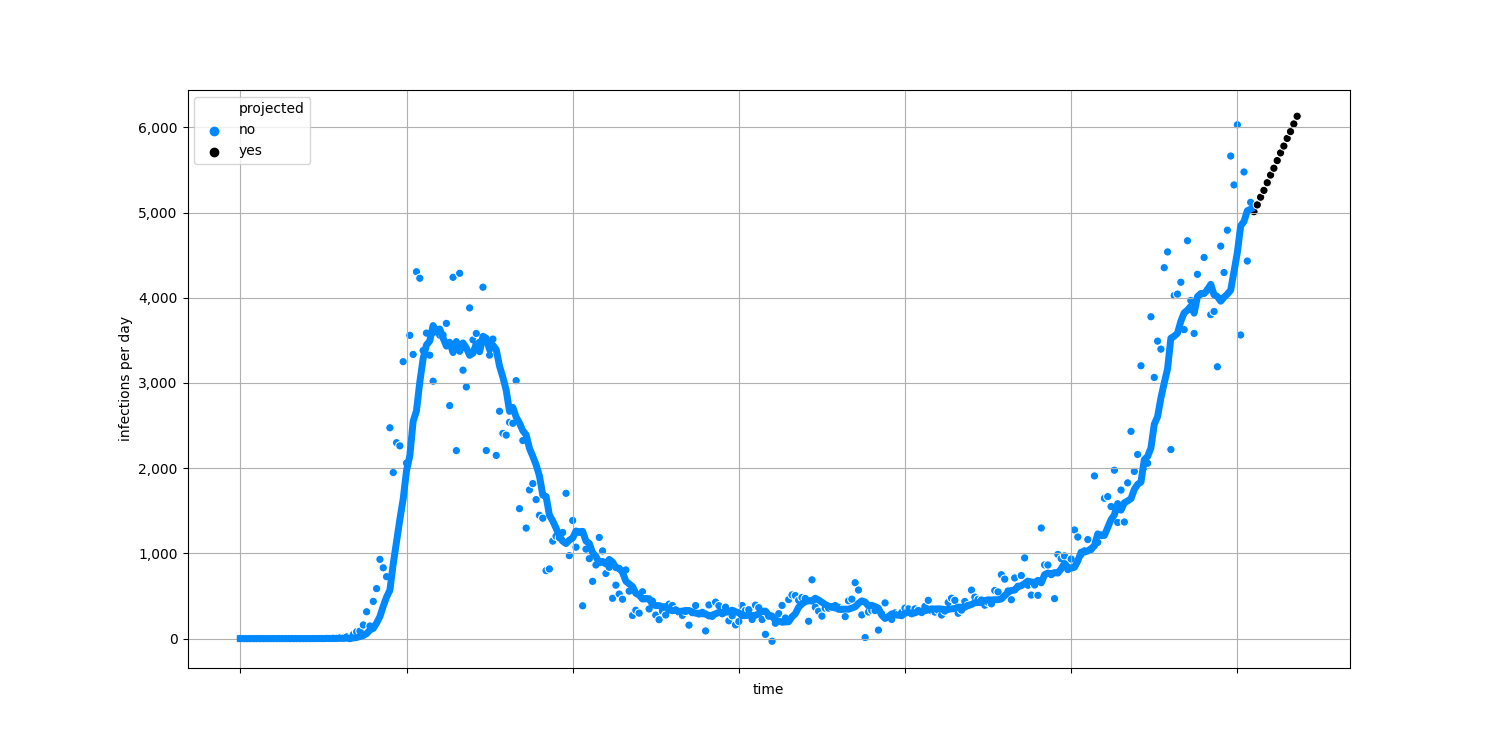 projected
no
yes
6,000
5,000
4,000
3,000
2,000
1,000
0
infections per day
time